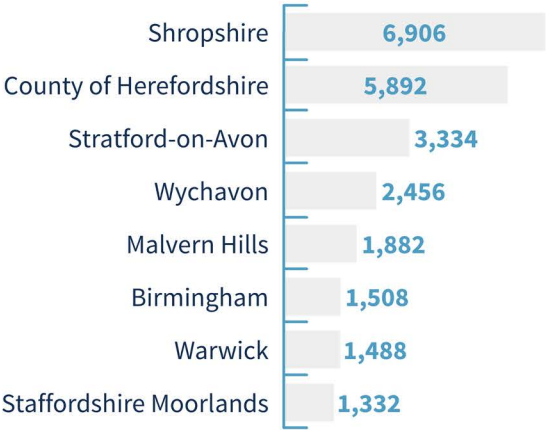 Shropshire 6,906
County of Herefordshire 5,892
Stratford-on-Avon 3,334
Wychavon 2,456
Malvern Hills 1,882
Birmingham 1,508
Warwick 1,488
Staffordshire Moorlands 1,332